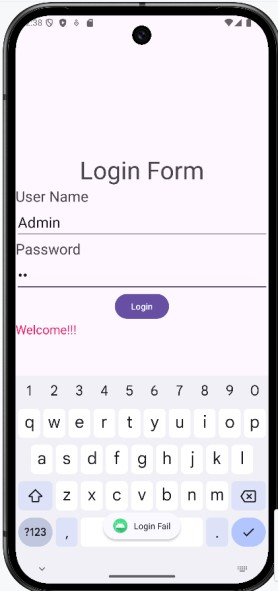 :38
Login Form
User Name
Admin
Password
••
Login
Welcome!!!
1 2 3 4 5 6 7 8 9 0
q w e r t y u i o p
a s d f g h j k l
z x c v b n m
?123 , Login Fail .